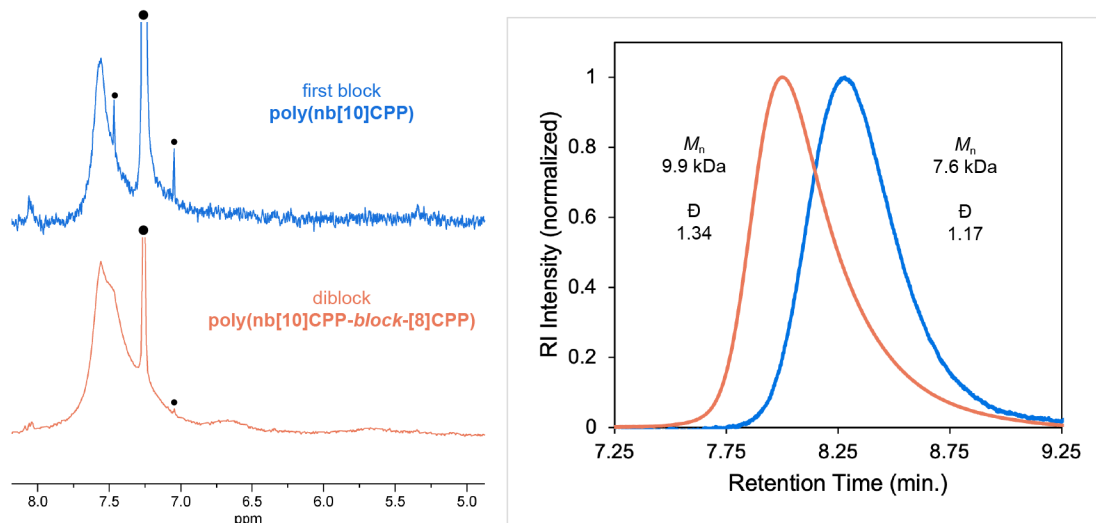 first block
poly(nb[10]CPP)
diblock
poly(nb[10]CPP-block-[8]CPP)
8.0 7.5 7.0 6.5 6.0 5.5 5.0
ppm
RI Intensity (normalized)
1
0.8
0.6
0.4
0.2
0
Mn
9.9 kDa
Đ
1.34
Mn
7.6 kDa
Đ
1.17
7.25 7.75 8.25 8.75 9.25
Retention Time (min.)